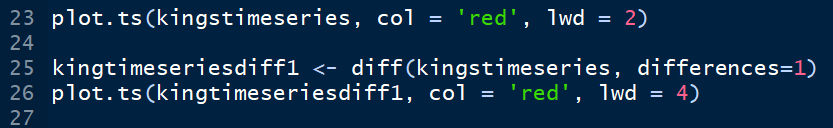 23 plot.ts(kingstimeseries, col = 'red', lwd = 2)
24
25 kingtimeseriesdiff1 <- diff(kingstimeseries, differences=1)
26 plot.ts(kingtimeseriesdiff1, col = 'red', lwd = 4)
27